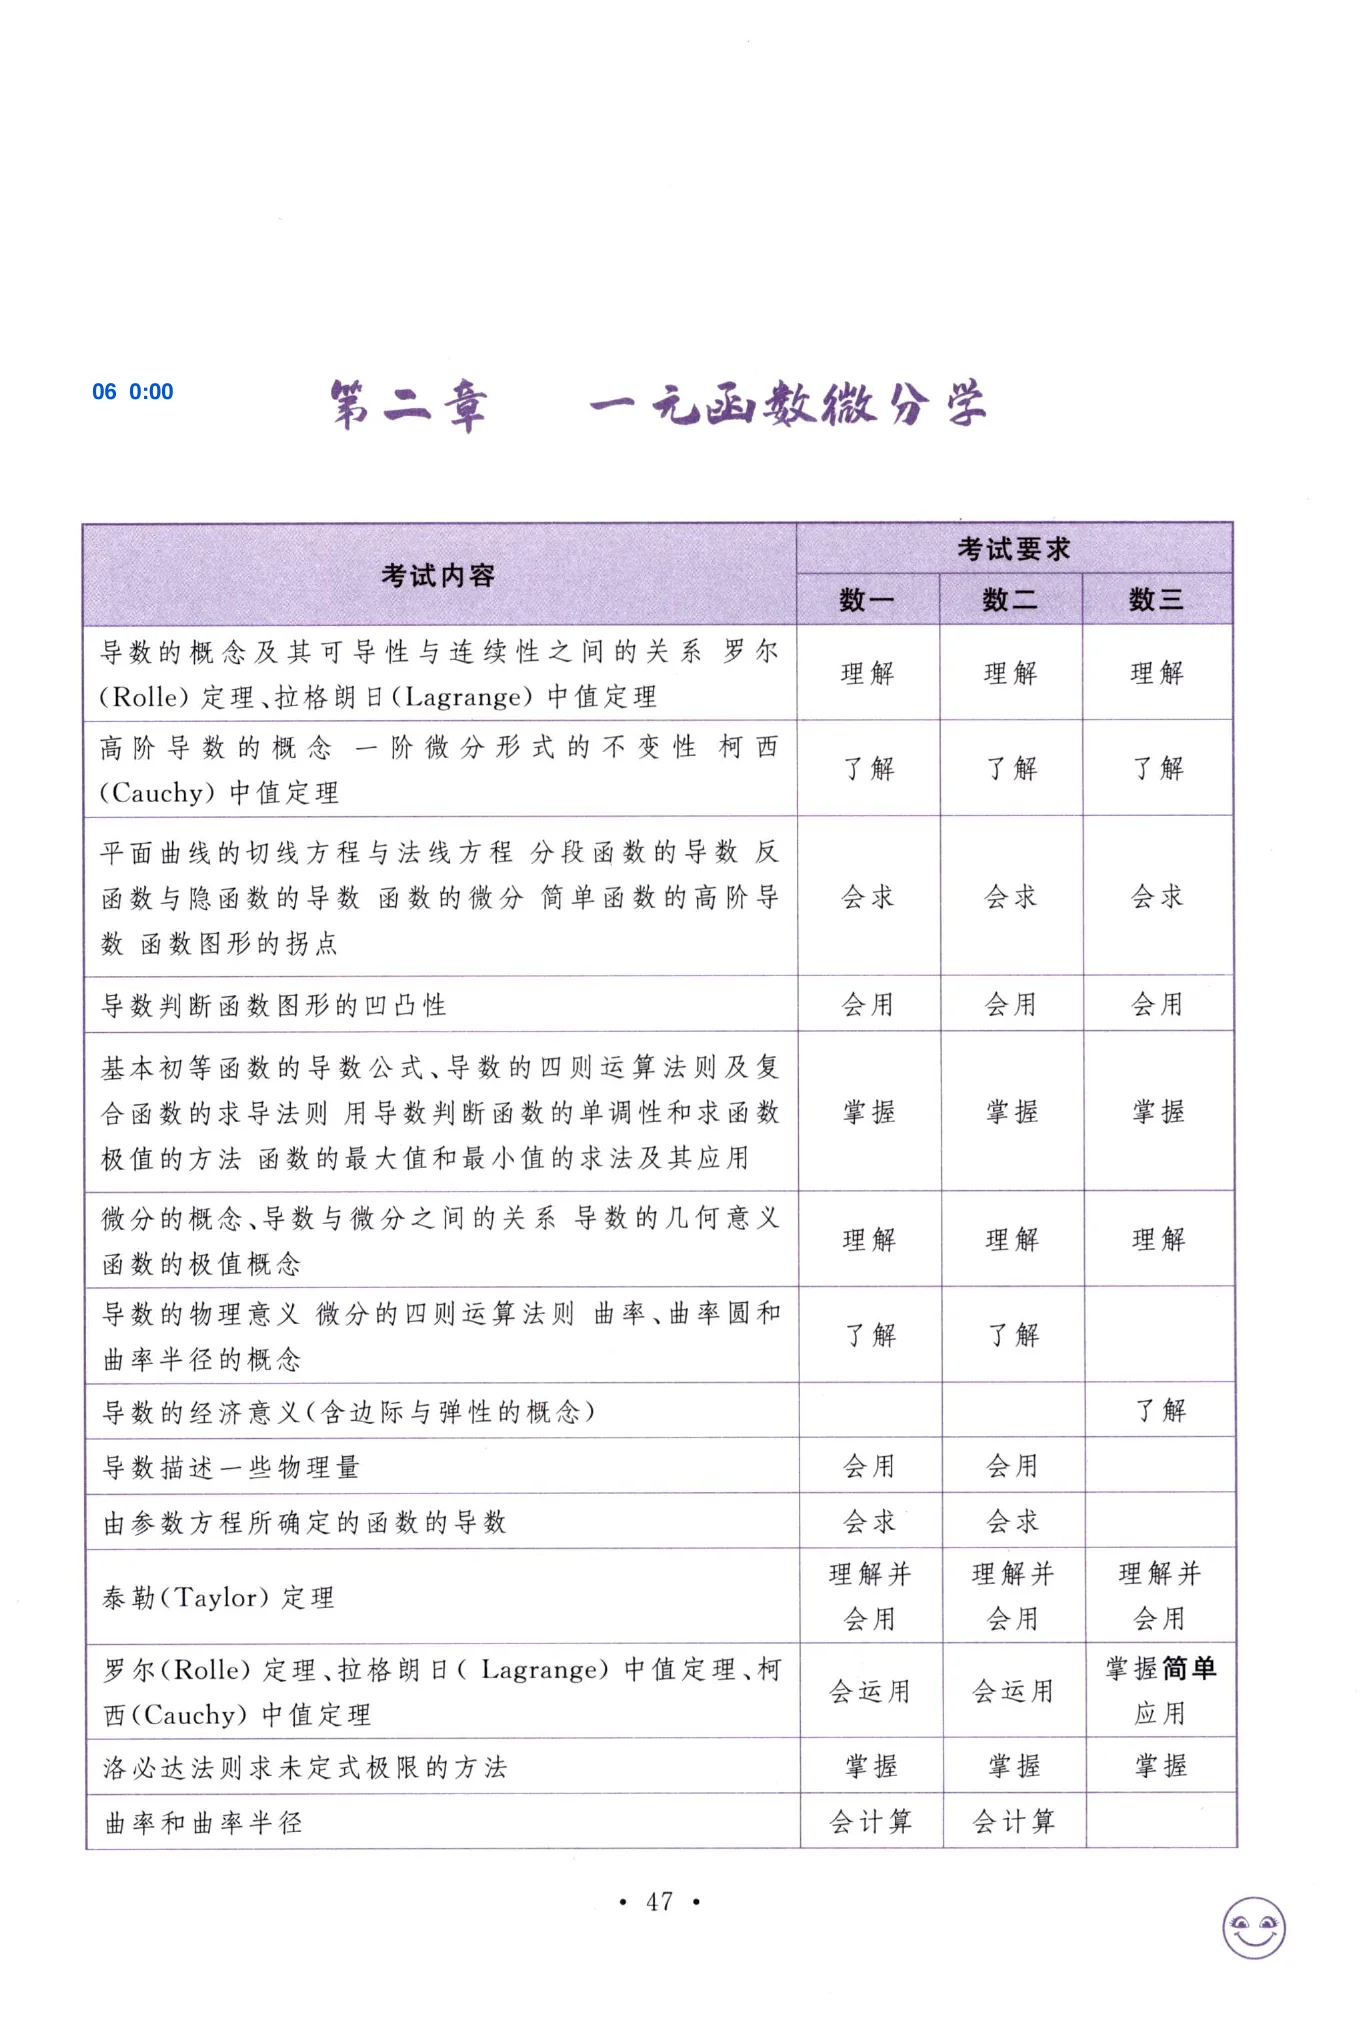 06 0:00
第二章 一元函数微分学
考试内容
考试要求
数一 数二 数三
导数的概念及其可导性与连续性之间的关系 罗尔
(Rolle)定理、拉格朗日(Lagrange)中值定理
理解 理解 理解
高阶导数的概念 一阶微分形式的不变性 柯西
(Cauchy)中值定理
了解 了解 了解
平面曲线的切线方程与法线方程 分段函数的导数 反
函数与隐函数的导数 函数的微分 简单函数的高阶导
数 函数图形的拐点
会求 会求 会求
导数判断函数图形的凹凸性 会用 会用 会用
基本初等函数的导数公式、导数的四则运算法则及复
合函数的求导法则 用导数判断函数的单调性和求函数
极值的方法 函数的最大值和最小值的求法及其应用
掌握 掌握 掌握
微分的概念、导数与微分之间的关系 导数的几何意义
函数的极值概念
理解 理解 理解
导数的物理意义 微分的四则运算法则 曲率、曲率圆和
曲率半径的概念
了解 了解
导数的经济意义(含边际与弹性的概念) 了解
导数描述一些物理量 会用 会用
由参数方程所确定的函数的导数 会求 会求
泰勒(Taylor)定理
理解并 理解并 理解并
会用 会用 会用
罗尔(Rolle)定理、拉格朗日( Lagrange)中值定理、柯
西(Cauchy)中值定理
会运用 会运用
掌握简单
应用
洛必达法则求未定式极限的方法 掌握 掌握 掌握
曲率和曲率半径 会计算 会计算
• 47 •